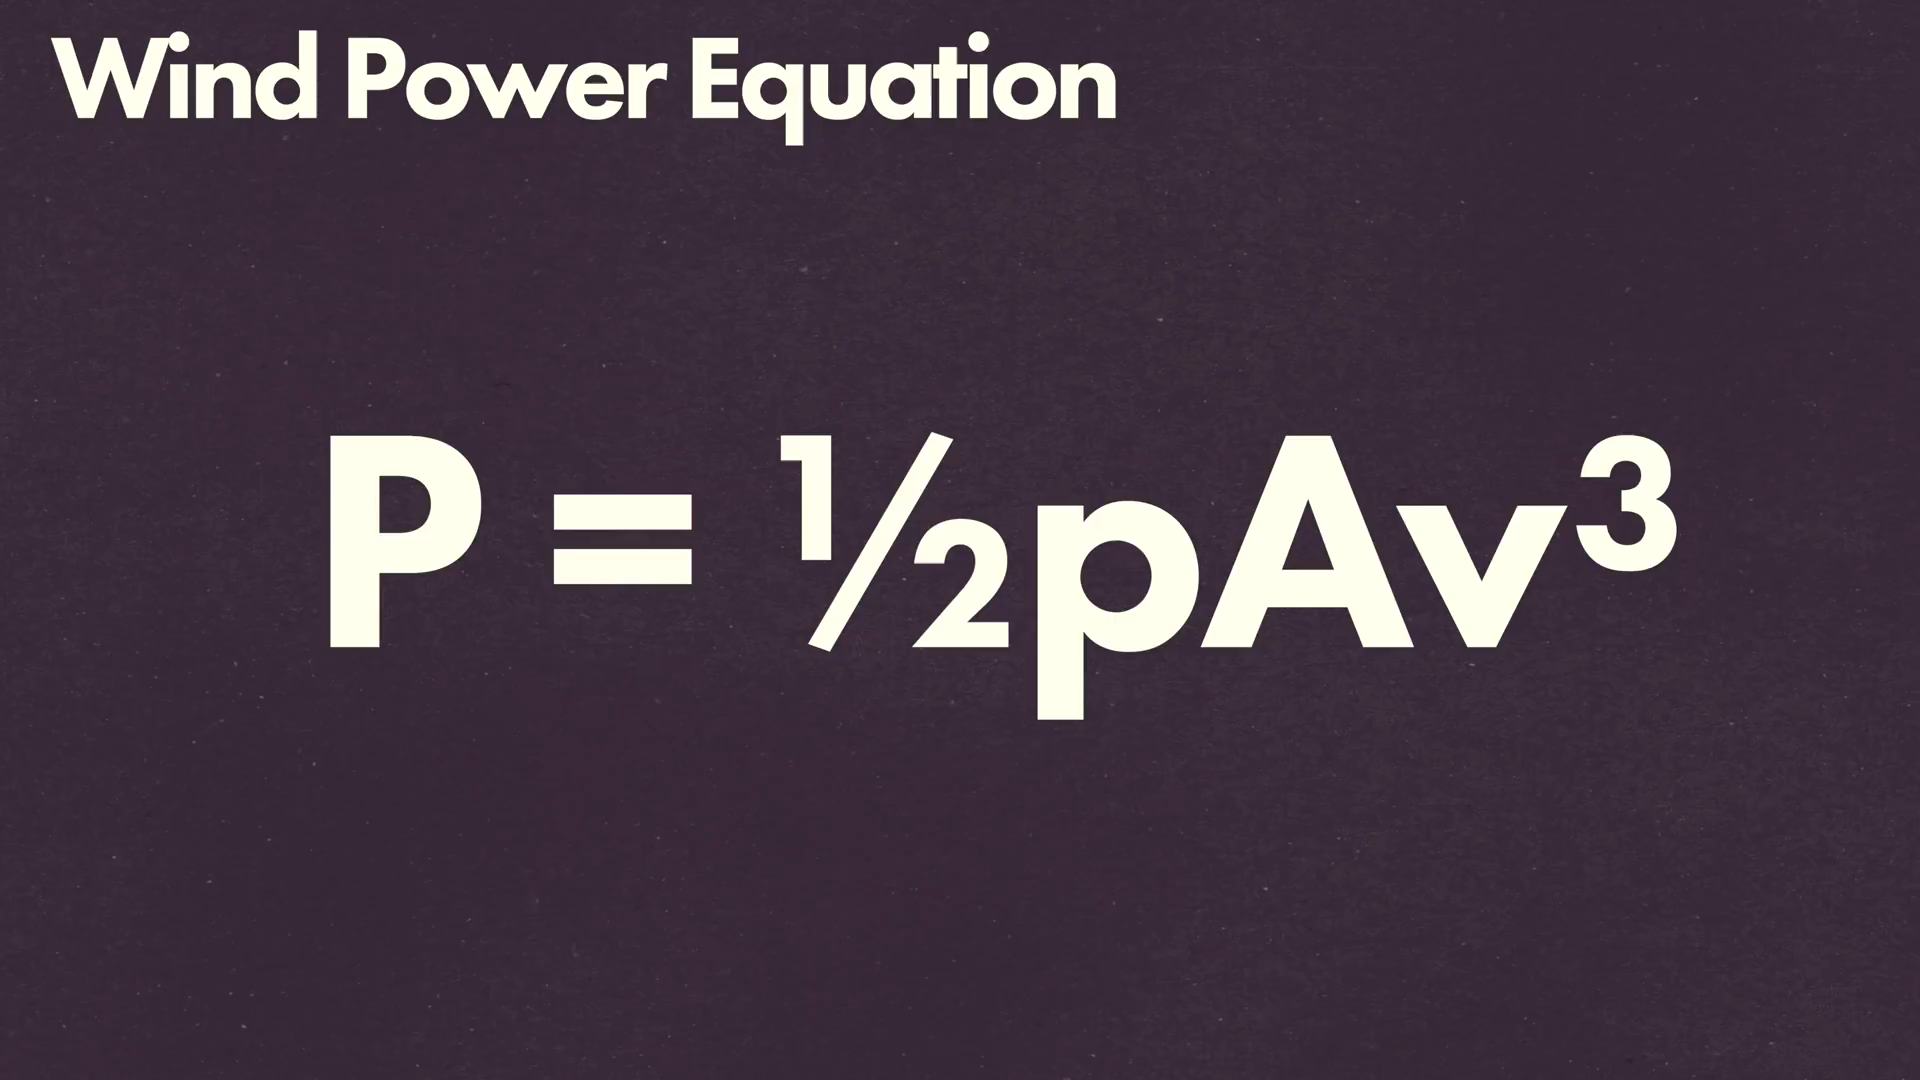 Wind Power Equation
P = ½pAv³